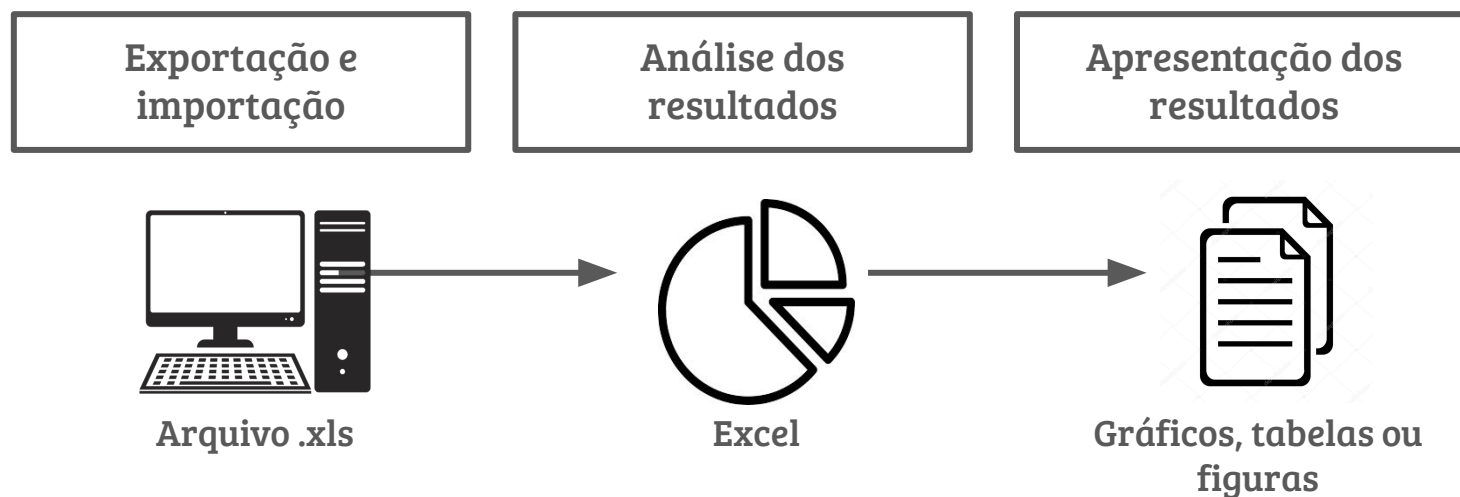 Exportação e
importação
Análise dos
resultados
Apresentação dos
resultados
Arquivo .xls
Excel
Gráficos, tabelas ou
figuras